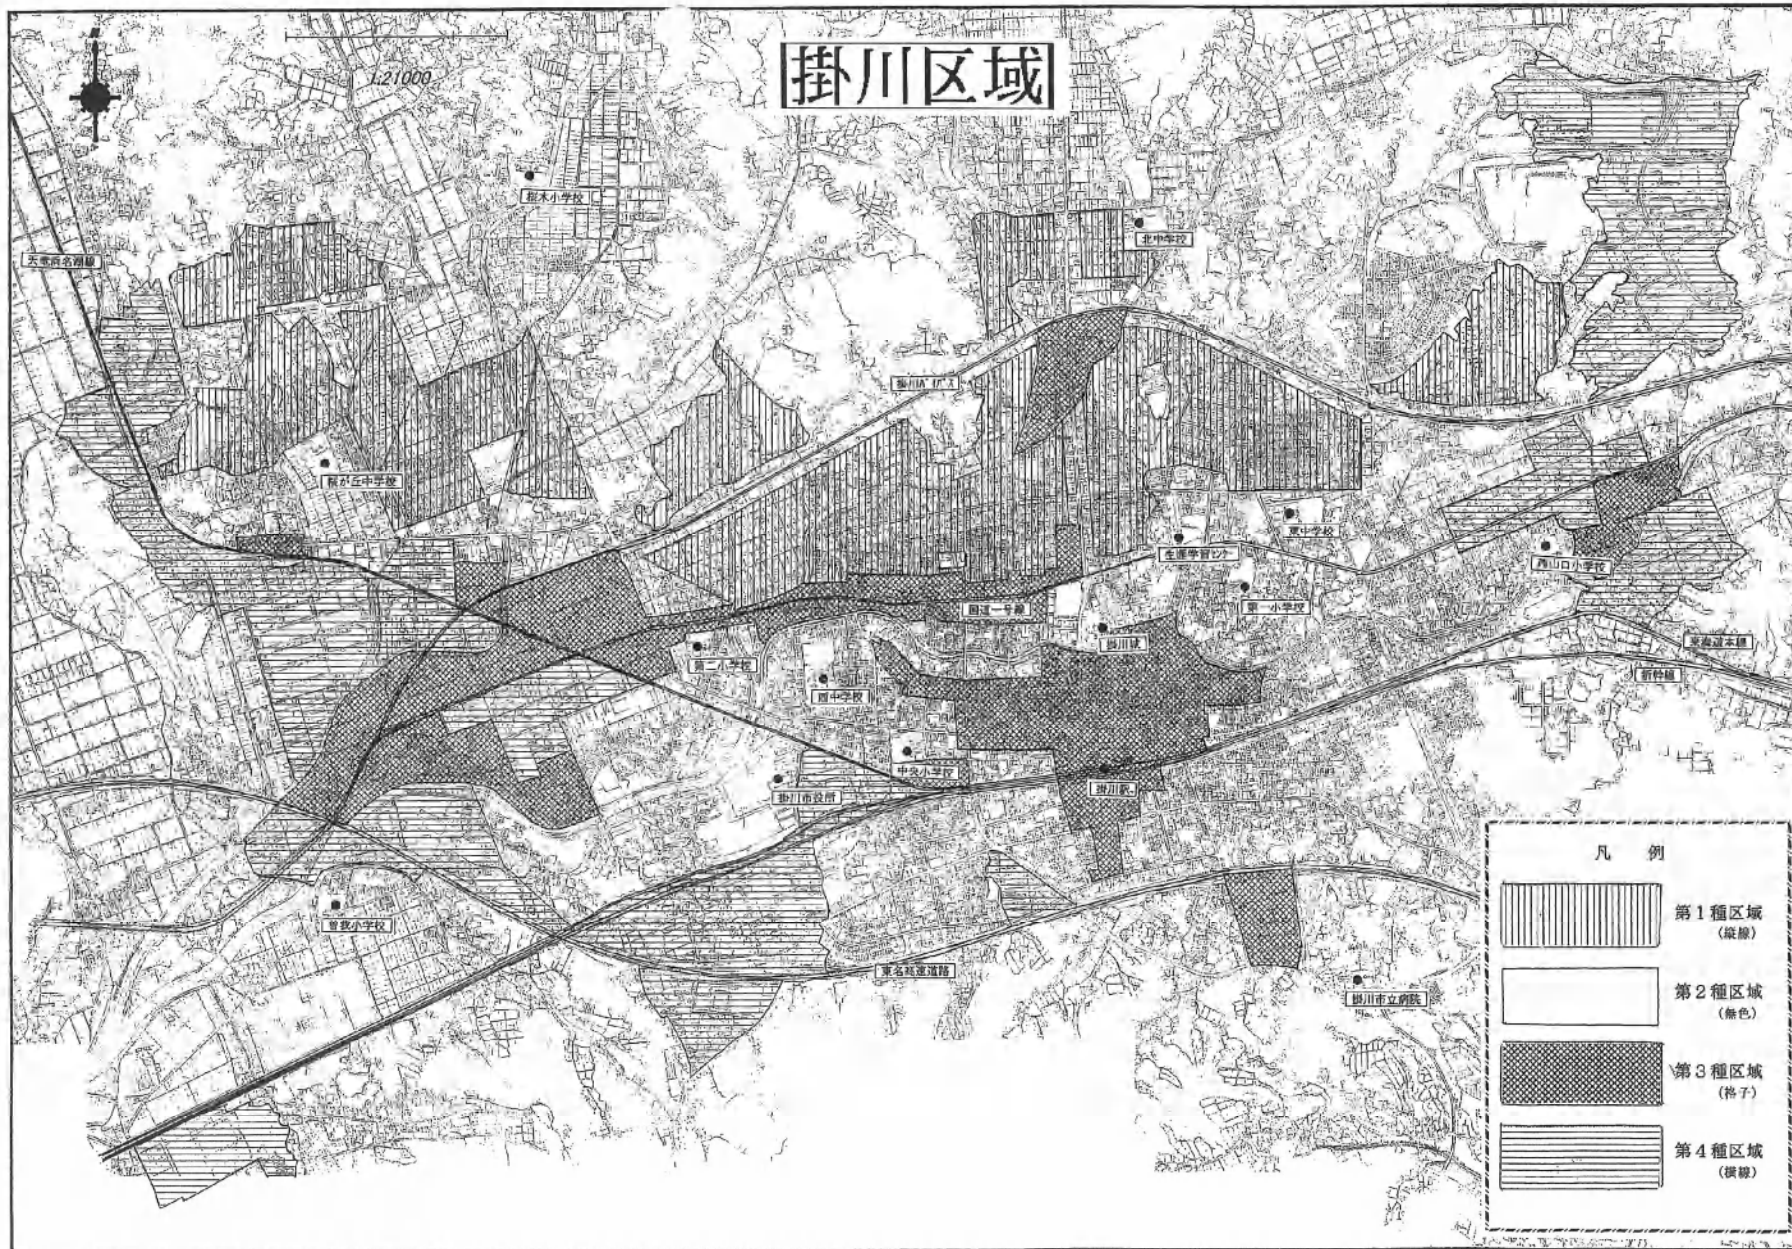 掛川区域
1:21000
桜木小学校
北中学校
天竜浜名湖線
掛川バイパス
桜が丘中学校
東中学校
生涯学習センター
西山口小学校
国道一号線
第一小学校
掛川城
第二小学校
東海道本線
新幹線
西中学校
中央小学校
掛川市役所
掛川駅
曽我小学校
東名高速道路
掛川市立病院
凡 例
第1種区域
(縦線)
第2種区域
(無色)
第3種区域
(格子)
第4種区域
(横線)